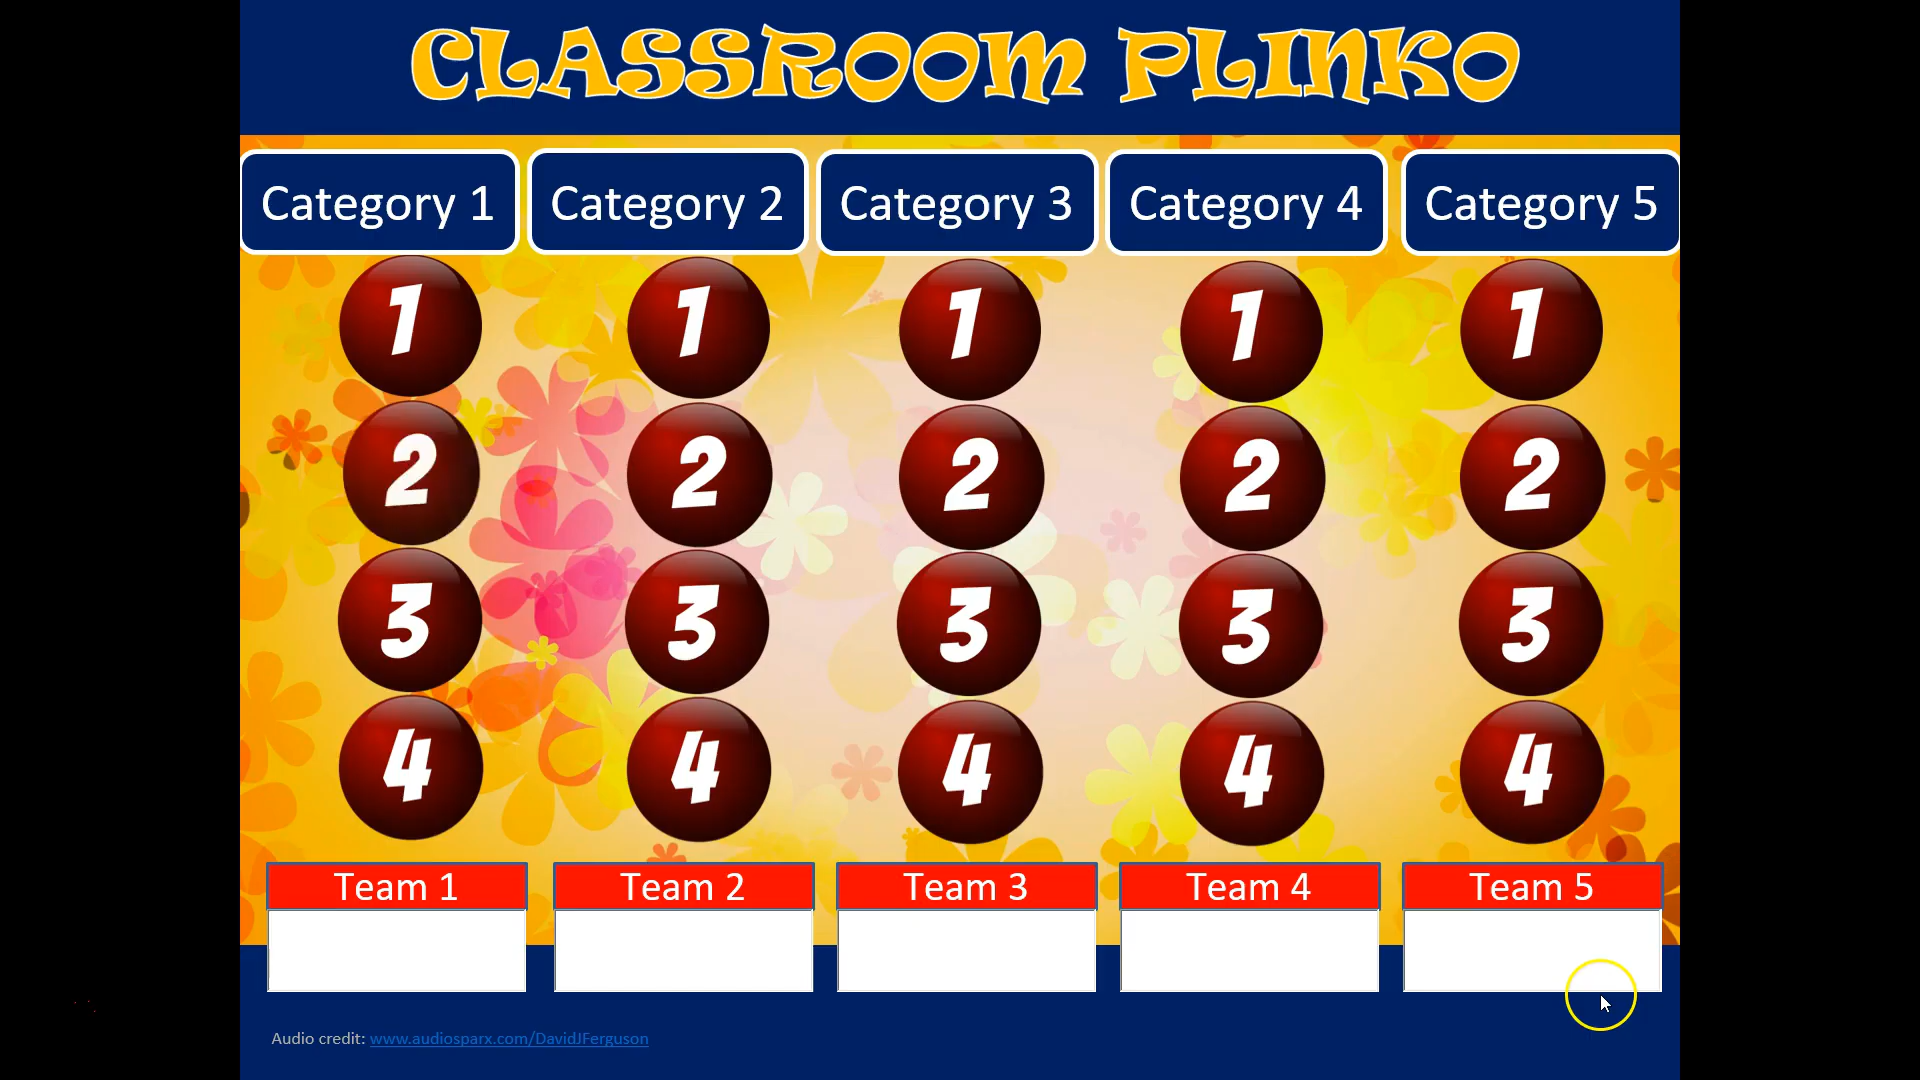 CLASSROOM PLINKO
Category 1 Category 2 Category 3 Category 4 Category 5
1 1 1 1 1
2 2 2 2 2
3 3 3 3 3
4 4 4 4 4
Team 1 Team 2 Team 3 Team 4 Team 5
Audio credit: www.audiosparx.com/DavidJFerguson